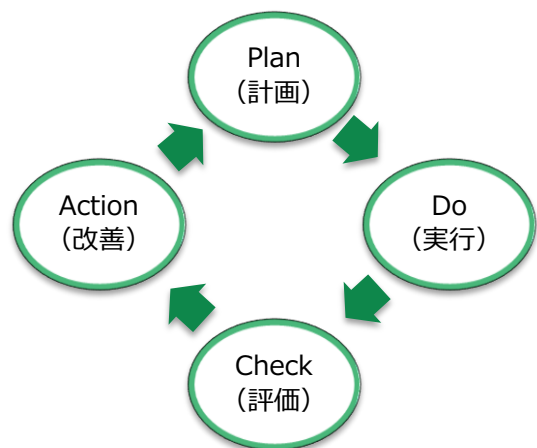 Plan
（計画）
Do
（実行）
Check
（評価）
Action
（改善）